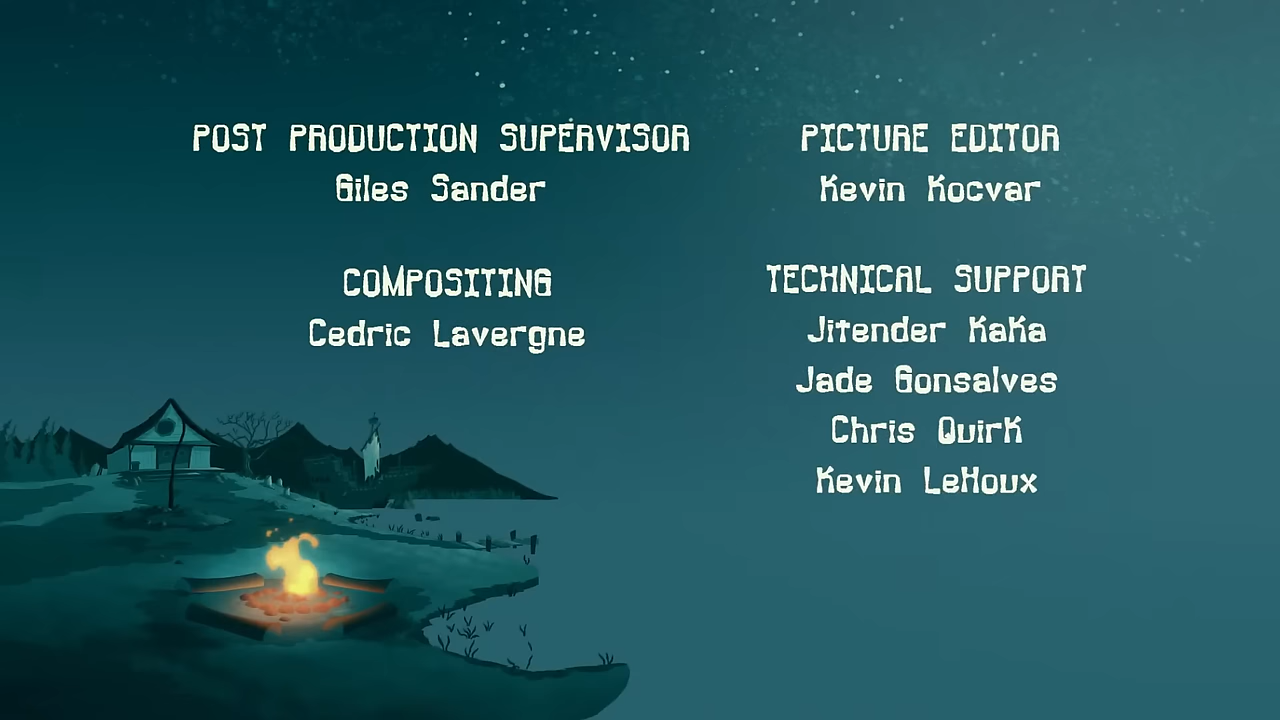 POST PRODUCTION SUPERVISOR
Giles Sander
COMPOSITING
Cedric Lavergne
PICTURE EDITOR
Kevin Kocvar
TECHNICAL SUPPORT
Jitender KaKa
Jade Gonsalves
Chris QuirK
Kevin LeHoux